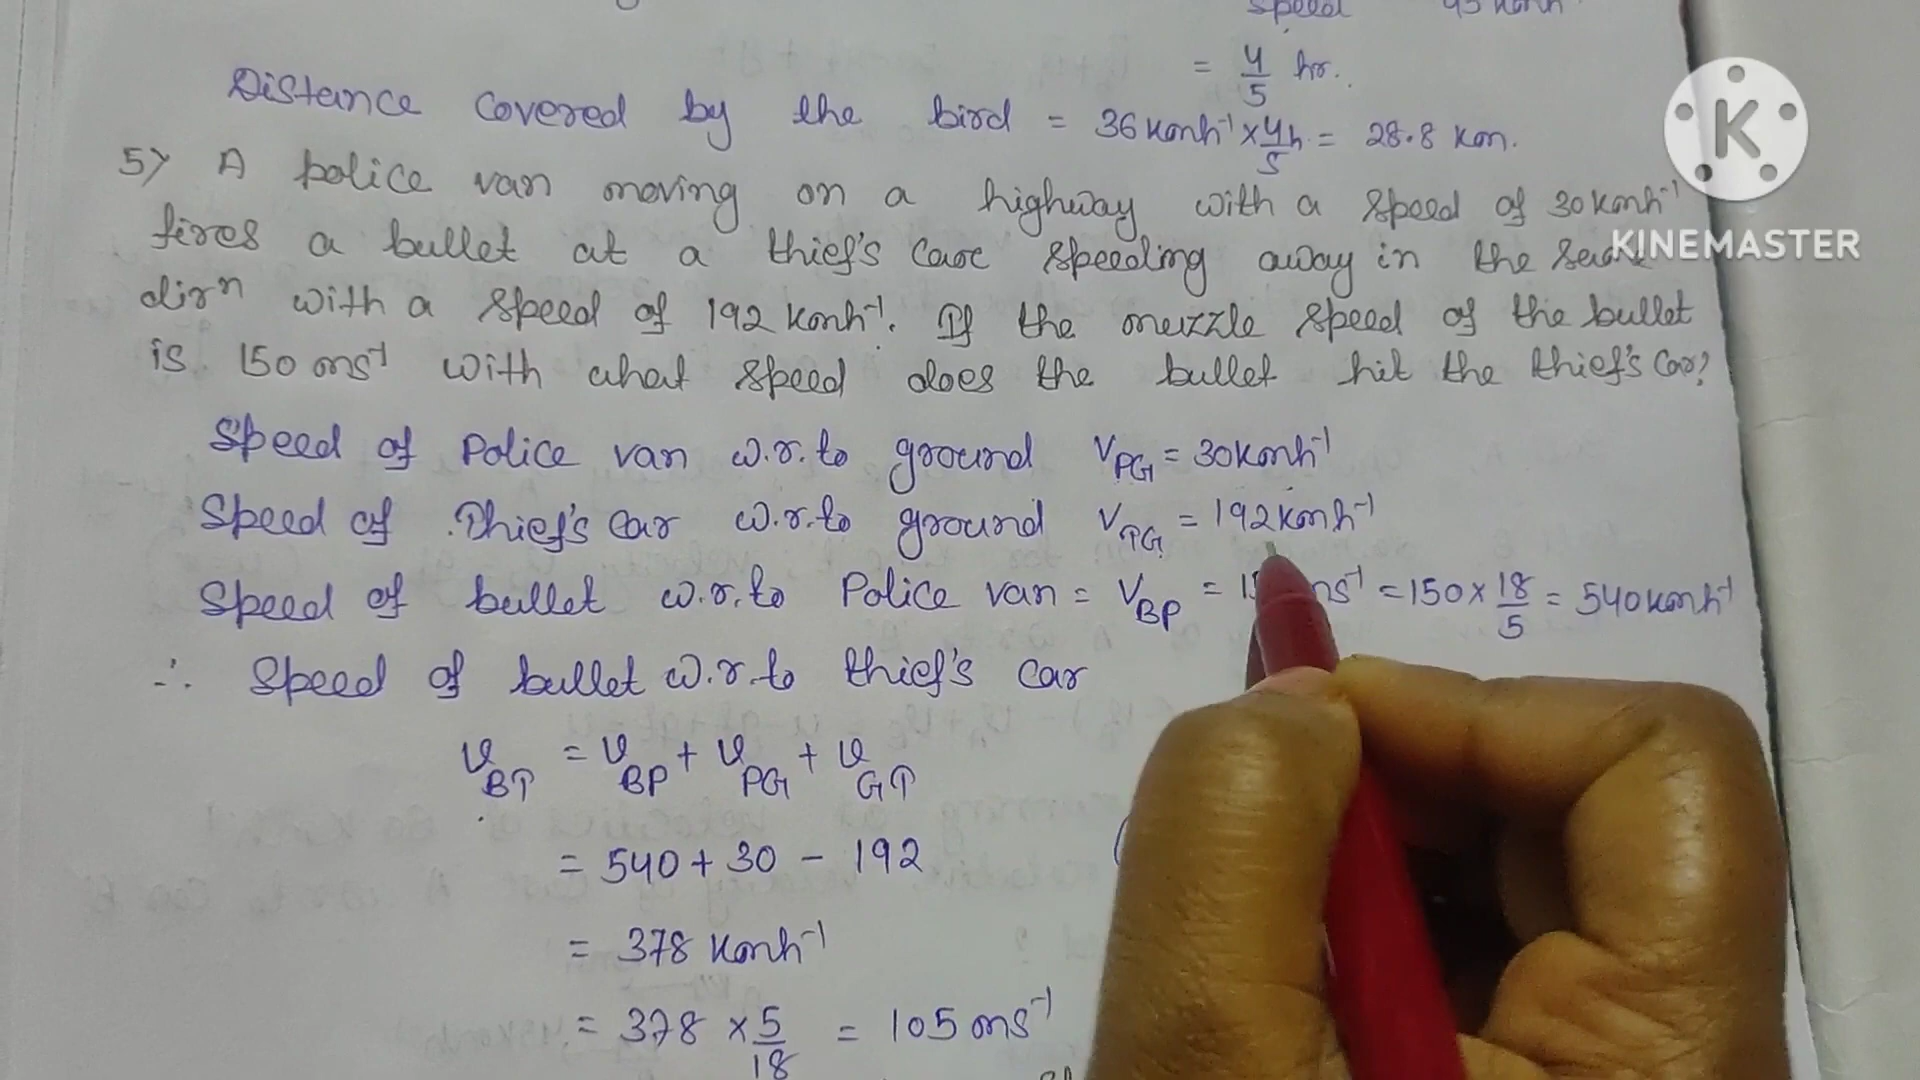 speed
= 4/5 hr.
Distance covered by the bird = 36 kmh⁻¹ × 4/5 h = 28.8 km.
5) A police van moving on a highway with a speed of 30 kmh⁻¹
fires a bullet at a thief's car speeding away in the same
dirⁿ with a speed of 192 kmh⁻¹. If the muzzle speed of the bullet
is 150 ms⁻¹ with what speed does the bullet hit the thief's car?
Speed of Police van w.r.to ground V_PG = 30 kmh⁻¹
Speed of Thief's Car w.r.to ground V_TG = 192 kmh⁻¹
Speed of bullet w.r.to Police van = V_BP = ms⁻¹ = 150 × 18/5 = 540 kmh⁻¹
∴ Speed of bullet w.r.to thief's car
V_BT = V_BP + V_PG + V_GT
= 540 + 30 - 192
= 378 kmh⁻¹
= 378 × 5/18 = 105 ms⁻¹
K
KINEMASTER